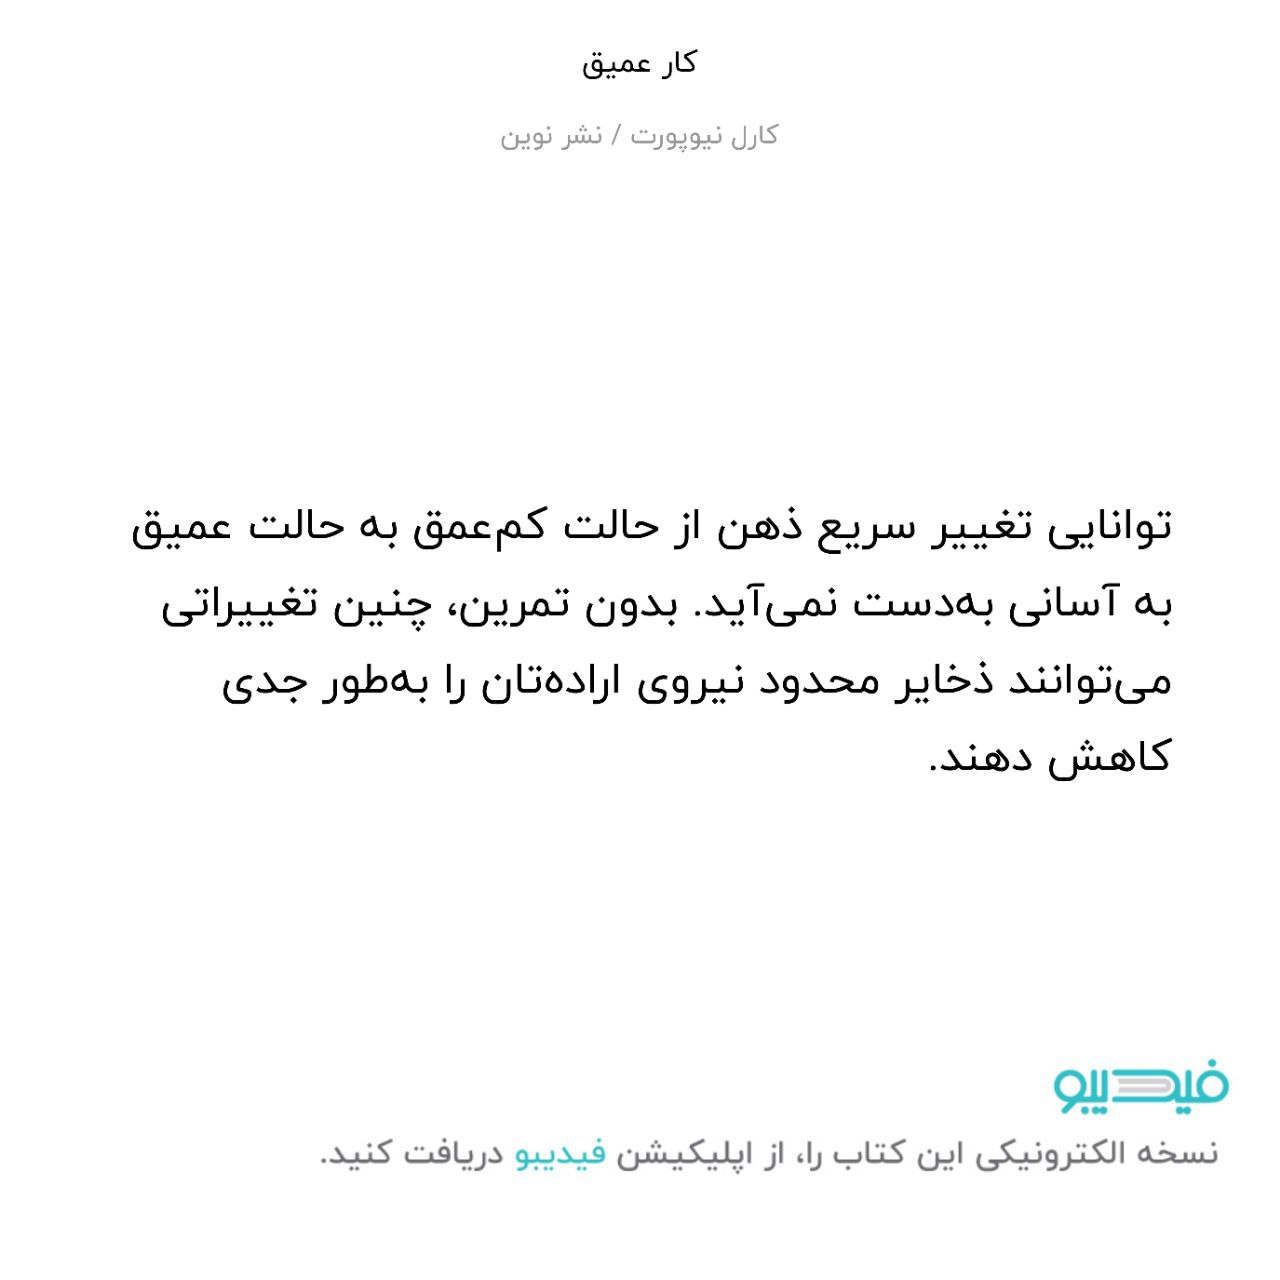 کار عمیق
کارل نیوپورت / نشر نوین
توانایی تغییر سریع ذهن از حالت کم‌عمق به حالت عمیق
به آسانی به‌دست نمی‌آید. بدون تمرین، چنین تغییراتی
می‌توانند ذخایر محدود نیروی اراده‌تان را به‌طور جدی
کاهش دهند.
فیدیبو
نسخه الکترونیکی این کتاب را، از اپلیکیشن فیدیبو دریافت کنید.